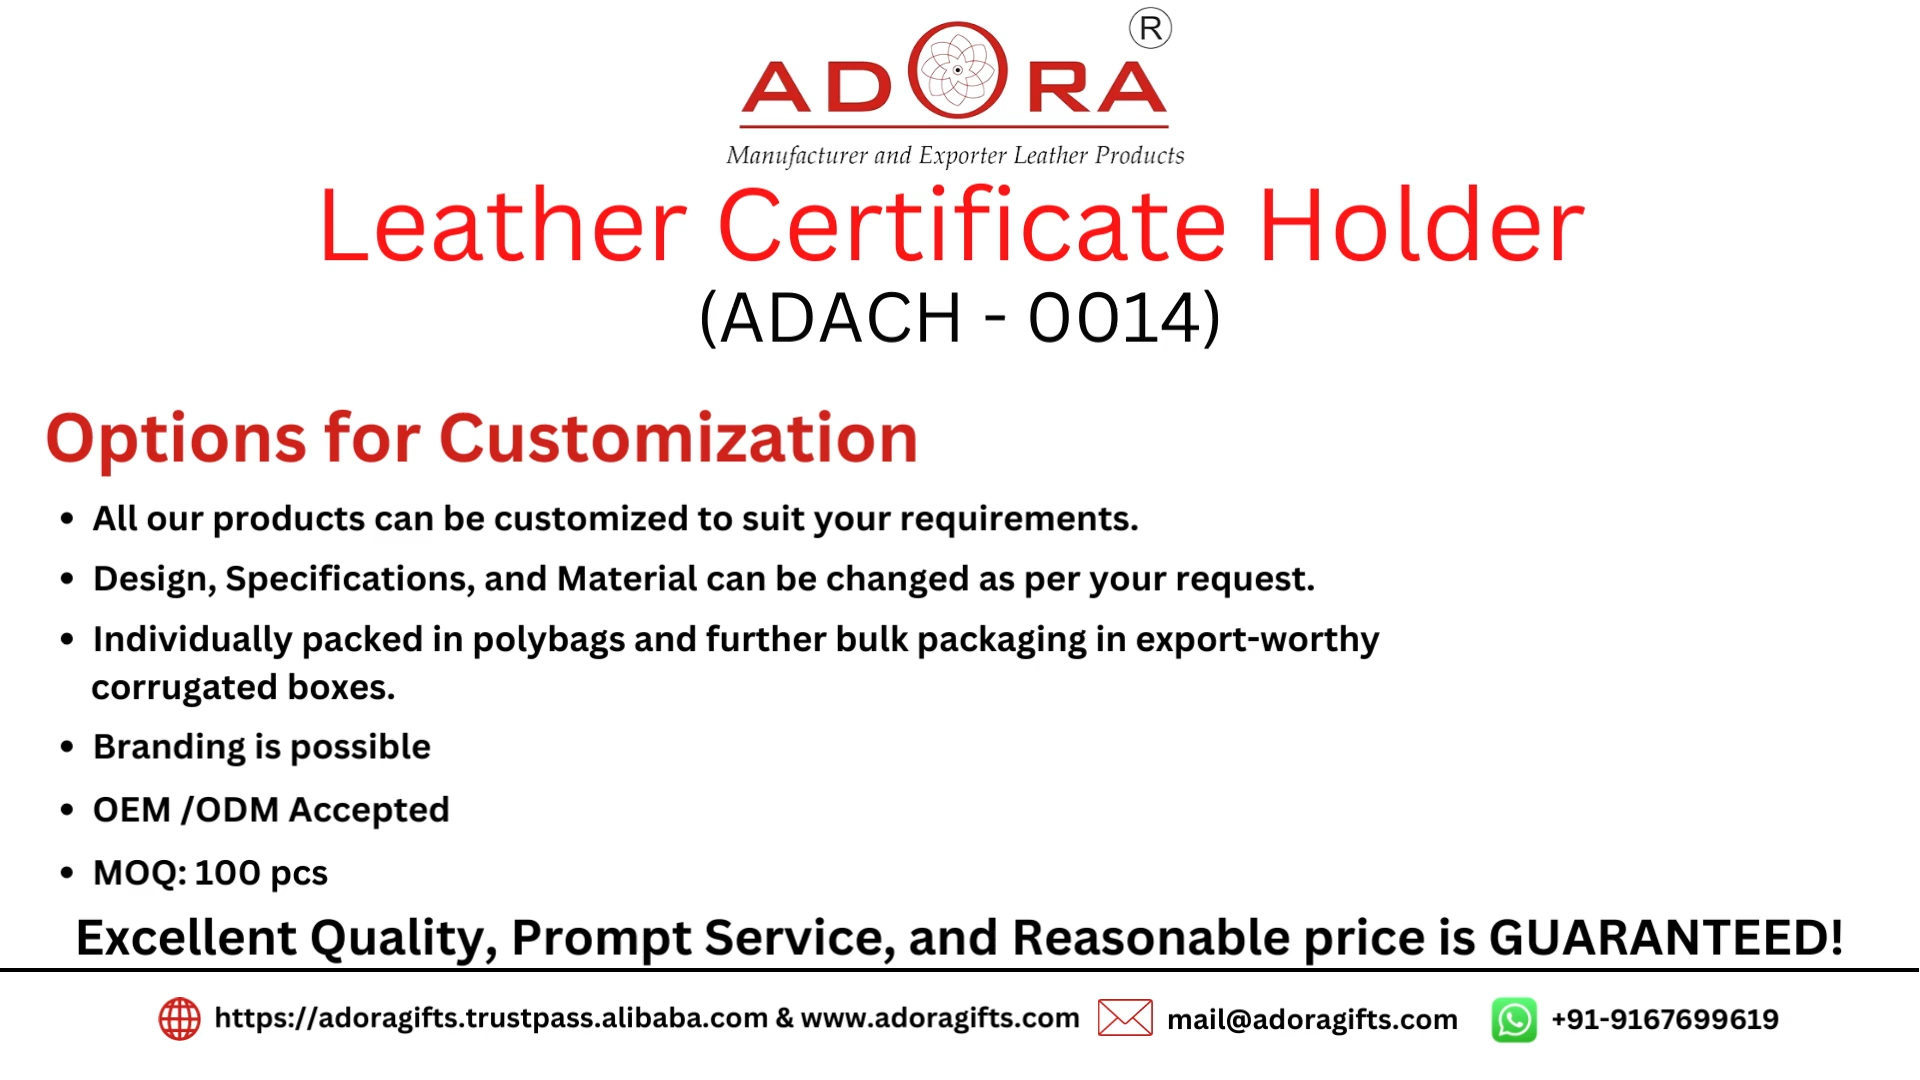 ADORA ®
Manufacturer and Exporter Leather Products
Leather Certificate Holder
(ADACH - 0014)
Options for Customization
• All our products can be customized to suit your requirements.
• Design, Specifications, and Material can be changed as per your request.
• Individually packed in polybags and further bulk packaging in export-worthy
corrugated boxes.
• Branding is possible
• OEM /ODM Accepted
• MOQ: 100 pcs
Excellent Quality, Prompt Service, and Reasonable price is GUARANTEED!
https://adoragifts.trustpass.alibaba.com & www.adoragifts.com mail@adoragifts.com +91-9167699619